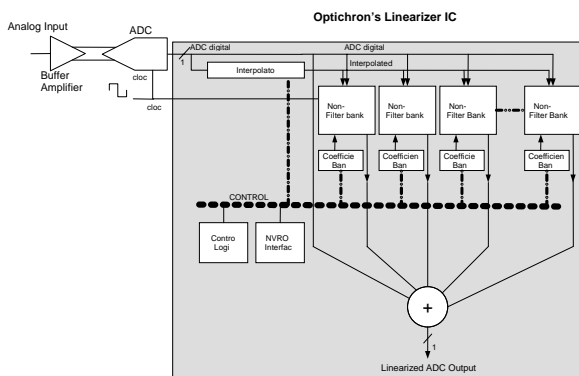 Optichron's Linearizer IC
Analog Input
ADC
ADC digital
ADC digital
1
Interpolated
Interpolato
Buffer
Amplifier
cloc
cloc
Non-
Filter bank
Non-
Filter bank
Non-
Filter bank
Non-
Filter bank
Coefficie
Ban
Coefficien
Ban
Coefficie
Ban
Coefficien
Ban
CONTROL
Contro
Logi
NVRO
Interfac
+
1
Linearized ADC Output